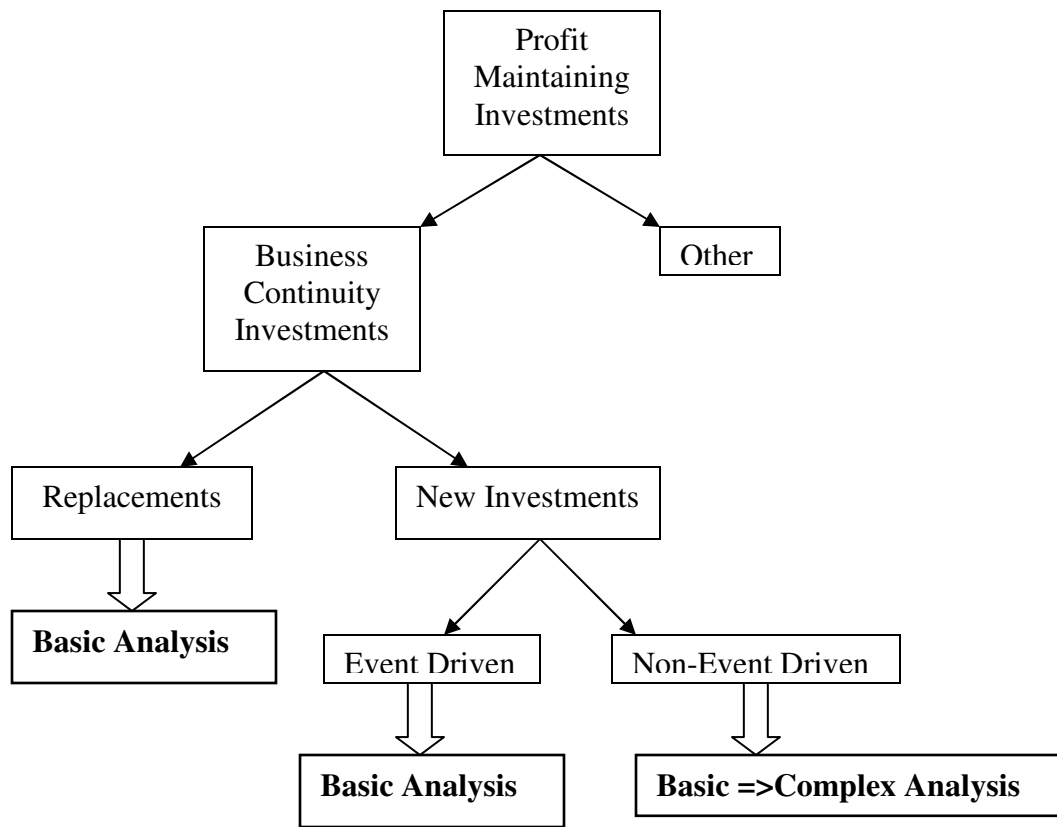 Profit
Maintaining
Investments
Business
Continuity
Investments
Other
Replacements
New Investments
Basic Analysis
Event Driven
Non-Event Driven
Basic Analysis
Basic =>Complex Analysis